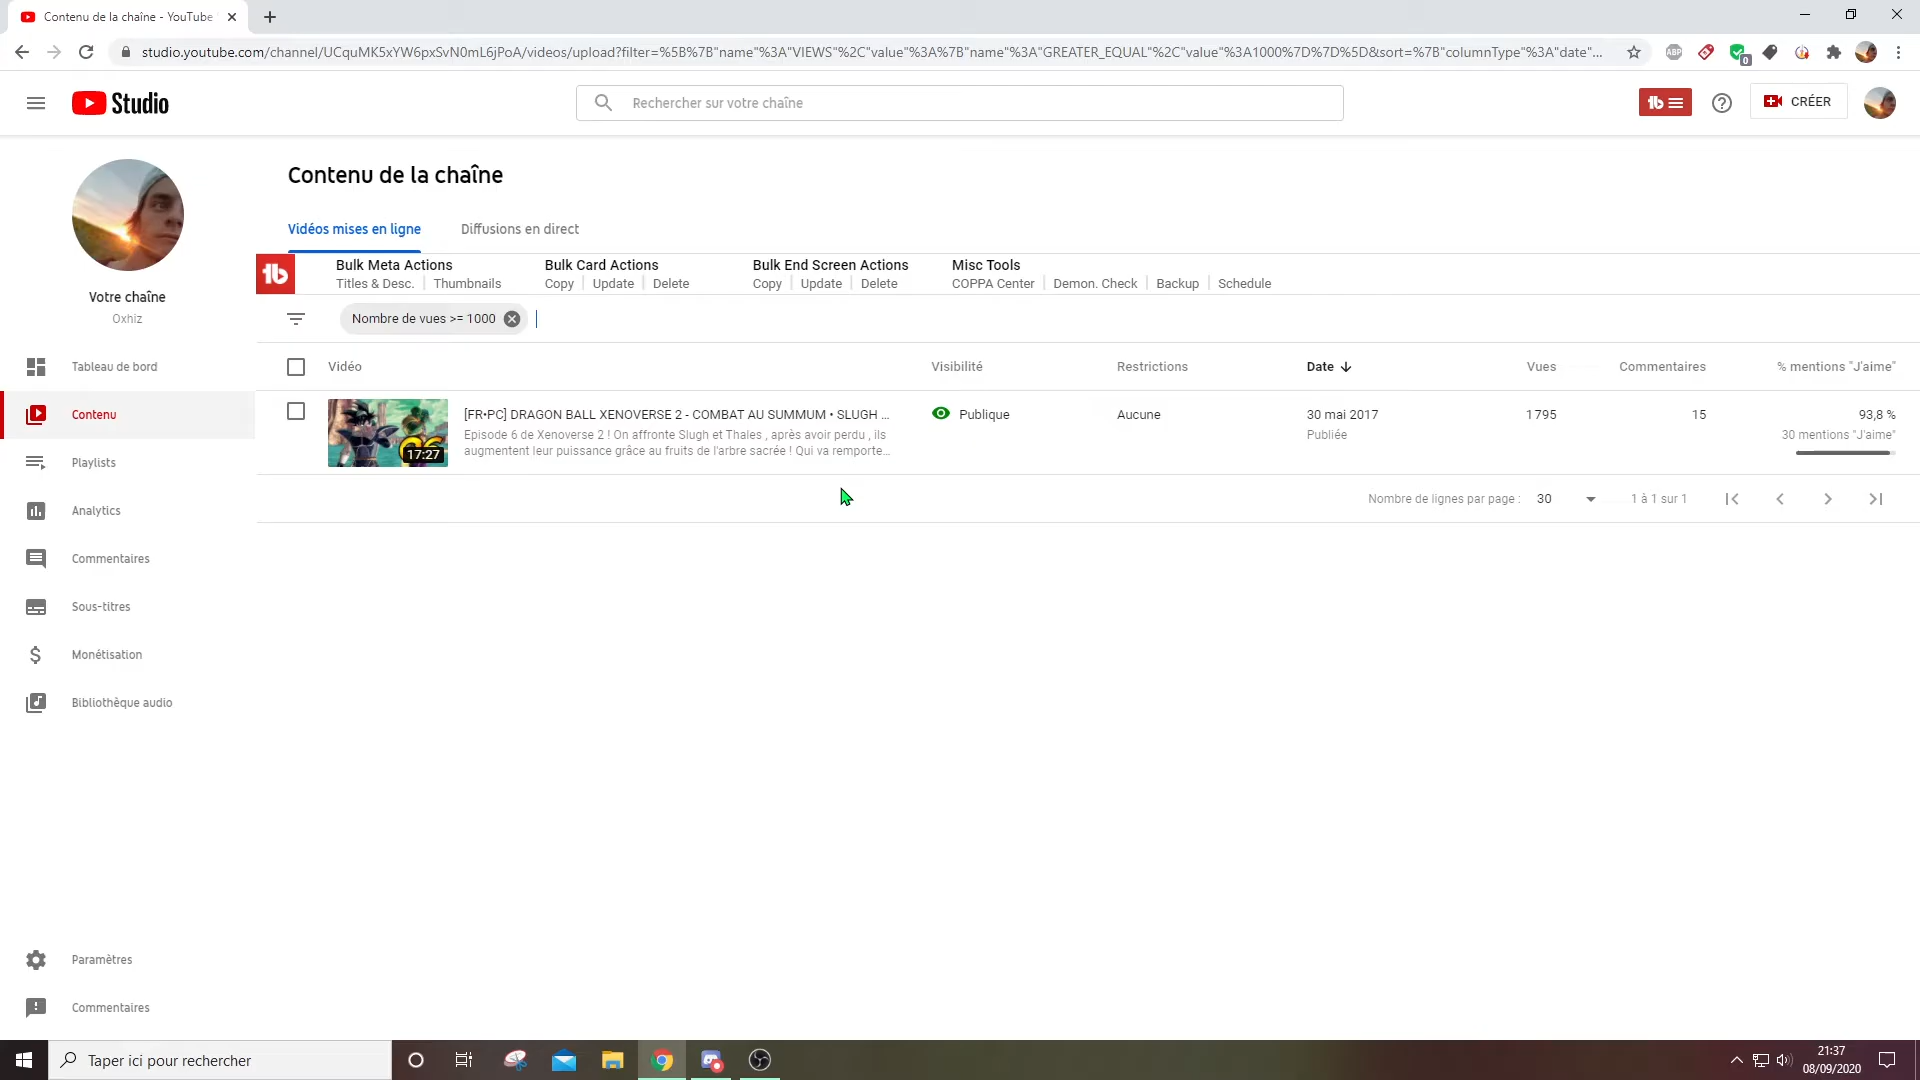 Contenu de la chaîne - YouTube
studio.youtube.com/channel/UCquMK5xYW6pxSvN0mL6jPoA/videos/upload?filter=%5B%7B"name"%3A"VIEWS"%2C"value"%3A%7B"name"%3A"GREATER_EQUAL"%2C"value"%3A1000%7D%7D%5D&sort=%7B"columnType"%3A"date"...
ABP
0
Studio
Rechercher sur votre chaîne
CRÉER
Contenu de la chaîne
Vidéos mises en ligne
Diffusions en direct
Bulk Meta Actions
Titles & Desc. | Thumbnails
Bulk Card Actions
Copy | Update | Delete
Bulk End Screen Actions
Copy | Update | Delete
Misc Tools
COPPA Center | Demon. Check | Backup | Schedule
Votre chaîne
Oxhiz
Nombre de vues >= 1000
Vidéo Visibilité Restrictions Date Vues Commentaires % mentions "J'aime"
06
17:27
[FR•PC] DRAGON BALL XENOVERSE 2 - COMBAT AU SUMMUM • SLUGH ...
Episode 6 de Xenoverse 2 ! On affronte Slugh et Thales , après avoir perdu , ils
augmentent leur puissance grâce au fruits de l'arbre sacrée ! Qui va remporte...
Publique
Aucune
30 mai 2017
Publiée
1 795
15
93,8 %
30 mentions "J'aime"
Nombre de lignes par page : 30
1 à 1 sur 1
Tableau de bord
Contenu
Playlists
Analytics
Commentaires
Sous-titres
Monétisation
Bibliothèque audio
Paramètres
Commentaires
Taper ici pour rechercher
21:37
08/09/2020